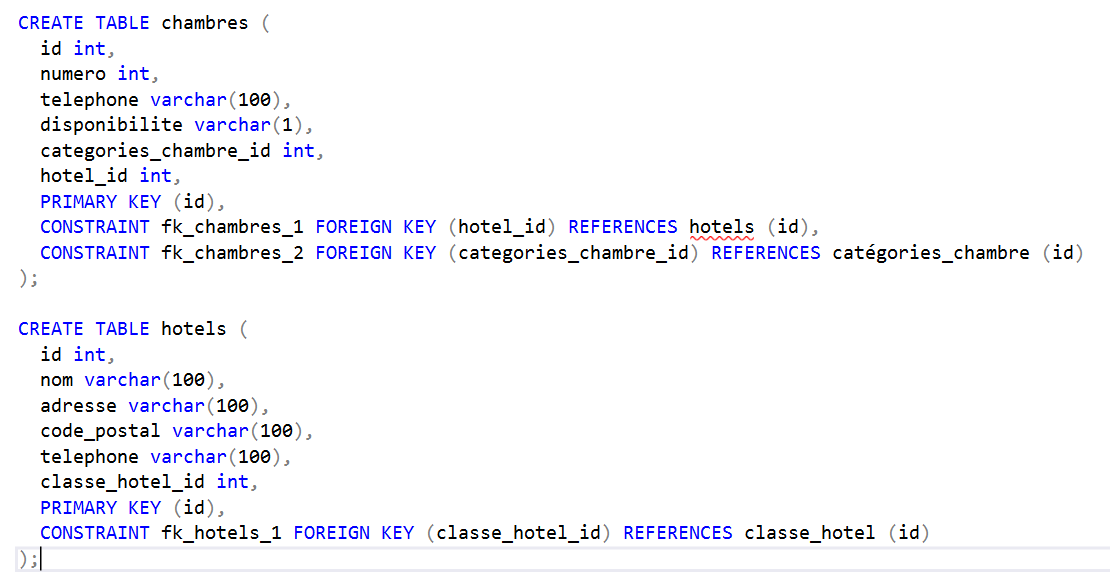 CREATE TABLE chambres (
  id int,
  numero int,
  telephone varchar(100),
  disponibilite varchar(1),
  categories_chambre_id int,
  hotel_id int,
  PRIMARY KEY (id),
  CONSTRAINT fk_chambres_1 FOREIGN KEY (hotel_id) REFERENCES hotels (id),
  CONSTRAINT fk_chambres_2 FOREIGN KEY (categories_chambre_id) REFERENCES catégories_chambre (id)
);

CREATE TABLE hotels (
  id int,
  nom varchar(100),
  adresse varchar(100),
  code_postal varchar(100),
  telephone varchar(100),
  classe_hotel_id int,
  PRIMARY KEY (id),
  CONSTRAINT fk_hotels_1 FOREIGN KEY (classe_hotel_id) REFERENCES classe_hotel (id)
);